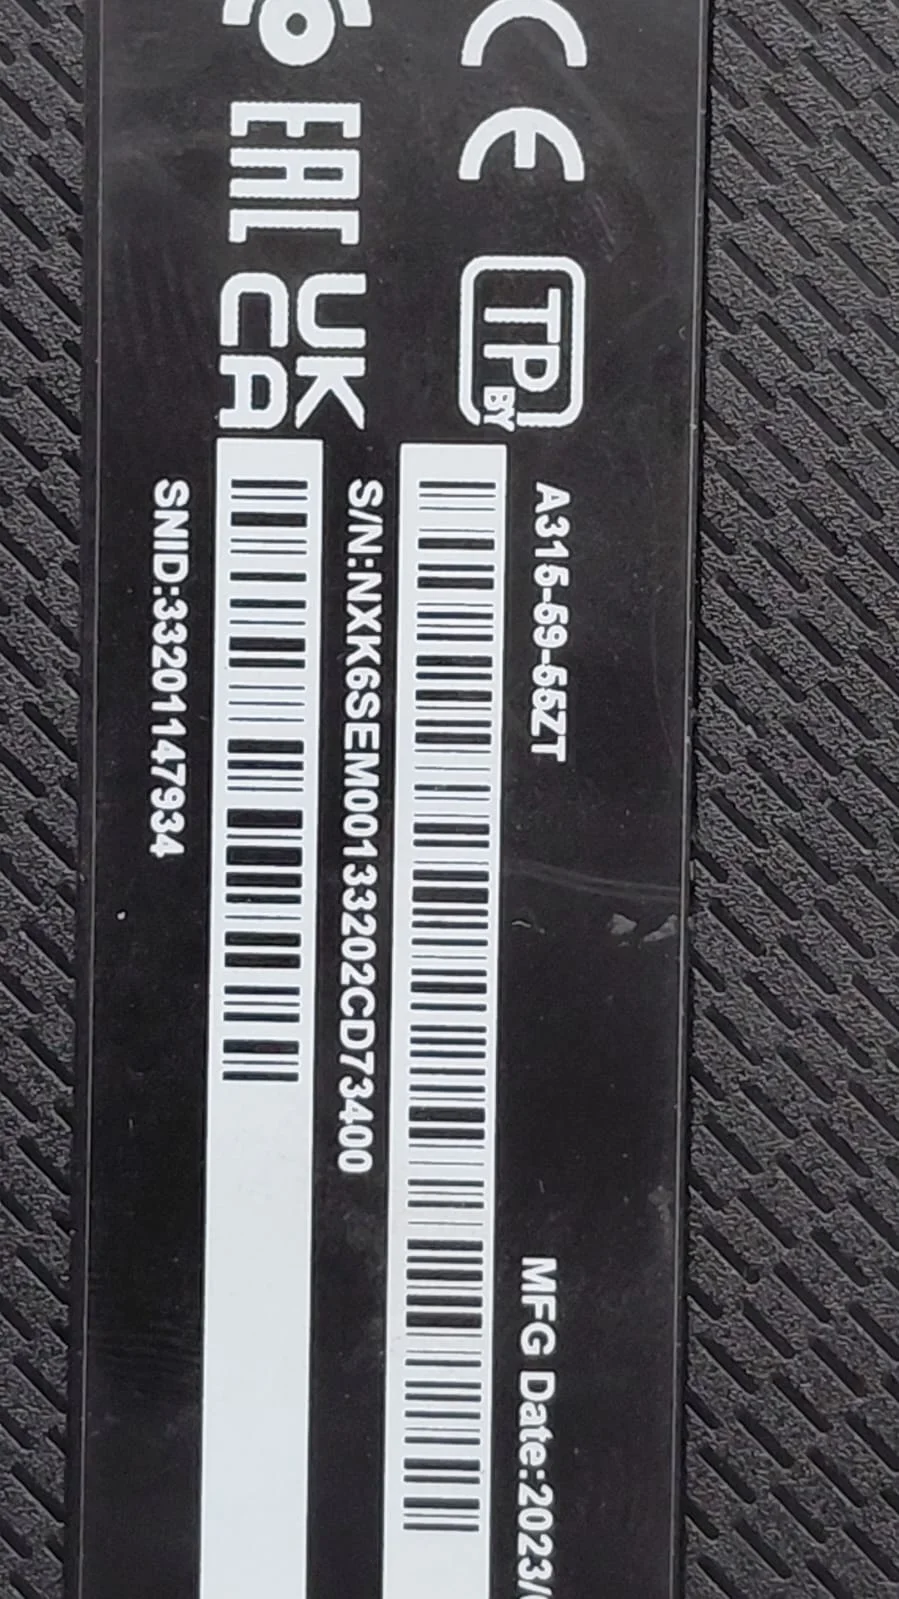 CE
EAC
UK
CA
TP
BY
A315-59-55ZT
MFG Date:2023/
S/N:NXK6SEM00133202CD73400
SNID:33201147934